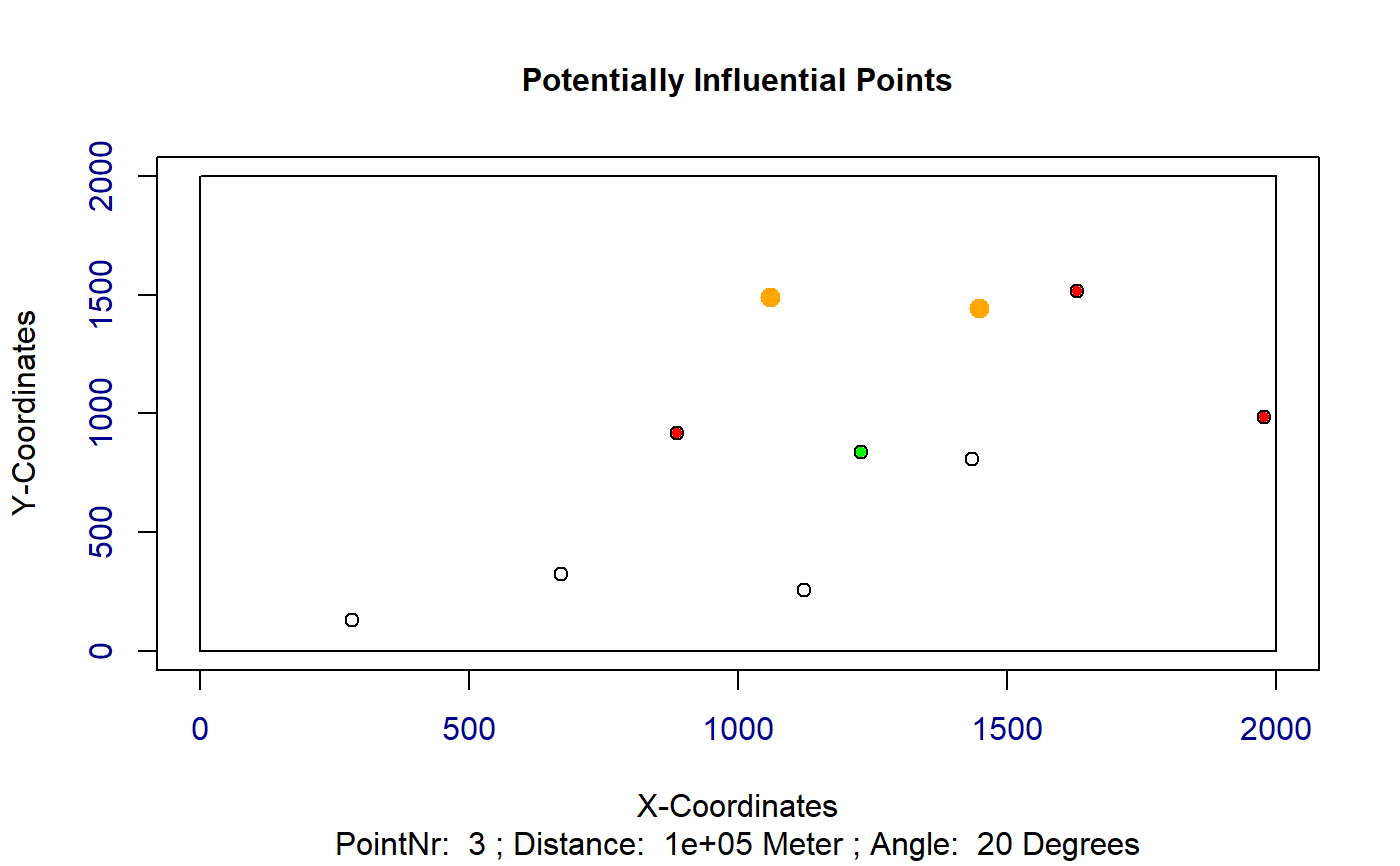 Potentially Influential Points
Y-Coordinates
2000
1500
1000
500
0
0 500 1000 1500 2000
X-Coordinates
PointNr:  3 ; Distance:  1e+05 Meter ; Angle:  20 Degrees